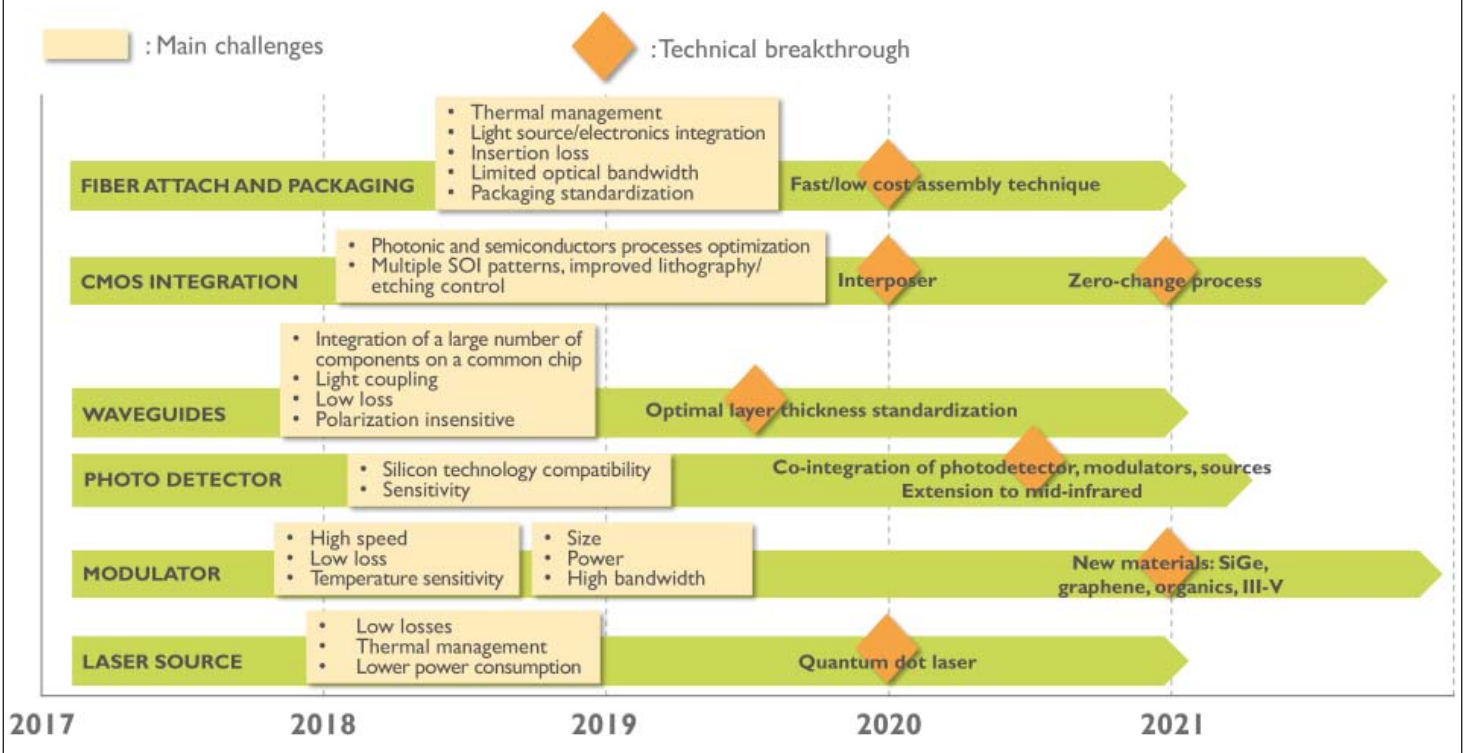 : Main challenges
: Technical breakthrough
• Thermal management
• Light source/electronics integration
• Insertion loss
• Limited optical bandwidth
• Packaging standardization
FIBER ATTACH AND PACKAGING
Fast/low cost assembly technique
• Photonic and semiconductors processes optimization
• Multiple SOI patterns, improved lithography/
etching control
CMOS INTEGRATION
Interposer
Zero-change process
• Integration of a large number of
components on a common chip
• Light coupling
• Low loss
• Polarization insensitive
WAVEGUIDES
Optimal layer thickness standardization
PHOTO DETECTOR
• Silicon technology compatibility
• Sensitivity
Co-integration of photodetector, modulators, sources
Extension to mid-infrared
MODULATOR
• High speed
• Low loss
• Temperature sensitivity
• Size
• Power
• High bandwidth
New materials: SiGe,
graphene, organics, III-V
LASER SOURCE
• Low losses
• Thermal management
• Lower power consumption
Quantum dot laser
2017 2018 2019 2020 2021